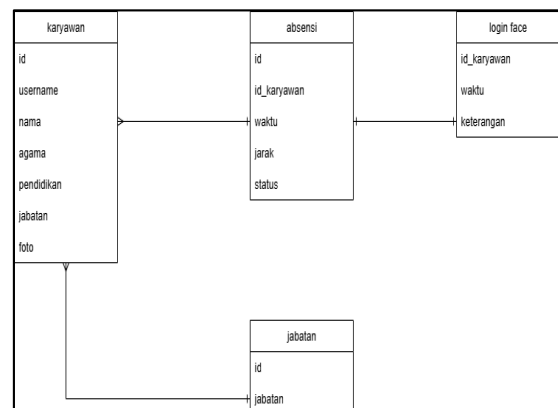 karyawan
id
username
nama
agama
pendidikan
jabatan
foto
absensi
id
id_karyawan
waktu
jarak
status
login face
id_karyawan
waktu
keterangan
jabatan
id
jabatan